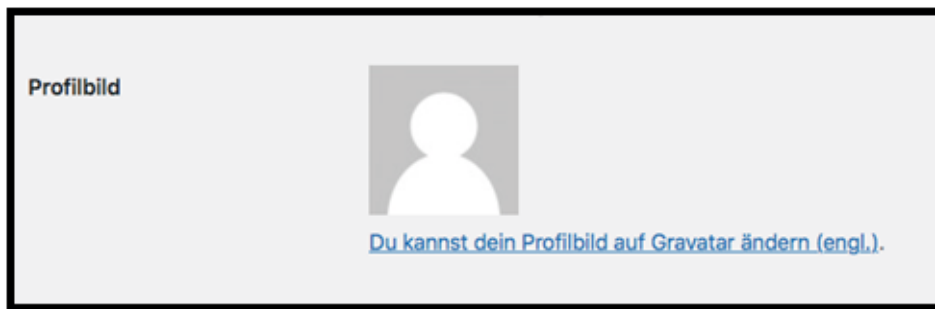 Profilbild
Du kannst dein Profilbild auf Gravatar ändern (engl.).